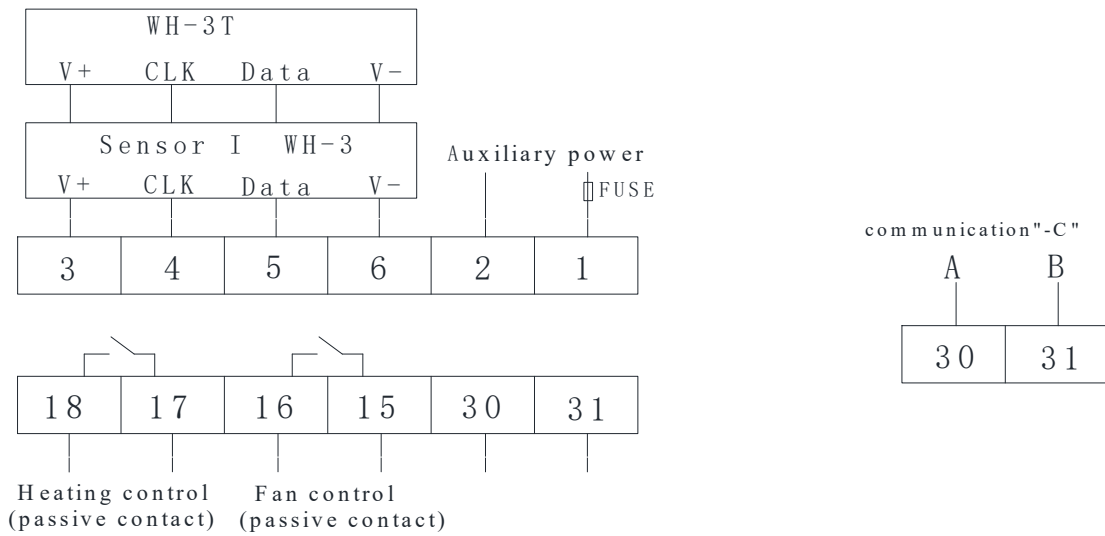 WH-3T
V+ CLK Data V-
Sensor I WH-3
V+ CLK Data V-
Auxiliary power
FUSE
3 4 5 6 2 1
18 17 16 15 30 31
Heating control
(passive contact)
Fan control
(passive contact)
communication"-C"
A B
30 31